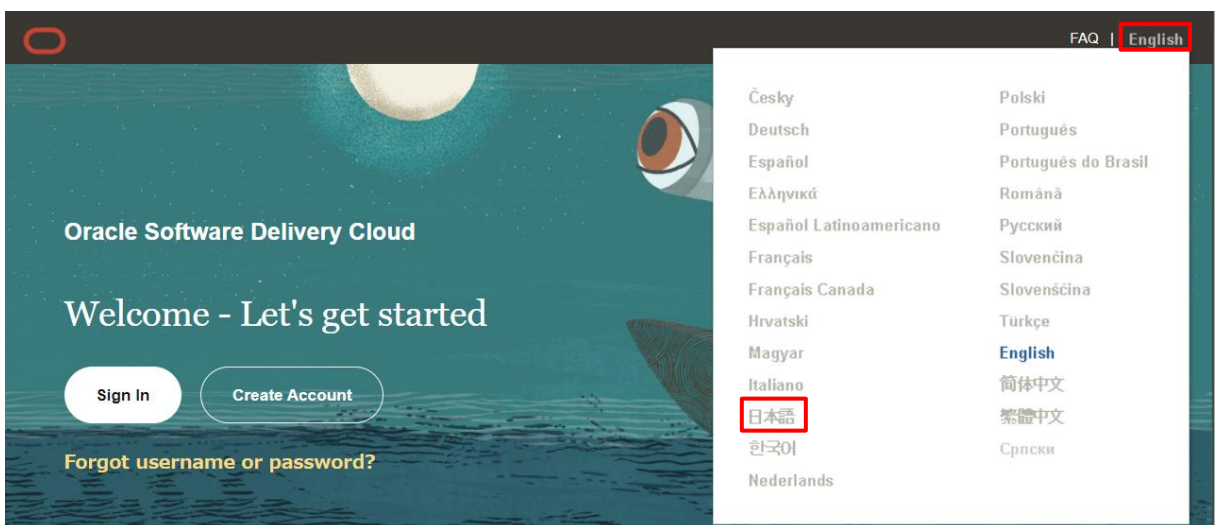 FAQ | English
Oracle Software Delivery Cloud
Welcome - Let's get started
Sign In
Create Account
Forgot username or password?
Česky
Deutsch
Español
Ελληνικά
Español Latinoamericano
Français
Français Canada
Hrvatski
Magyar
Italiano
日本語
한국어
Nederlands
Polski
Português
Português do Brasil
Română
Русский
Slovenčina
Slovenščina
Türkçe
English
简体中文
繁體中文
Српски